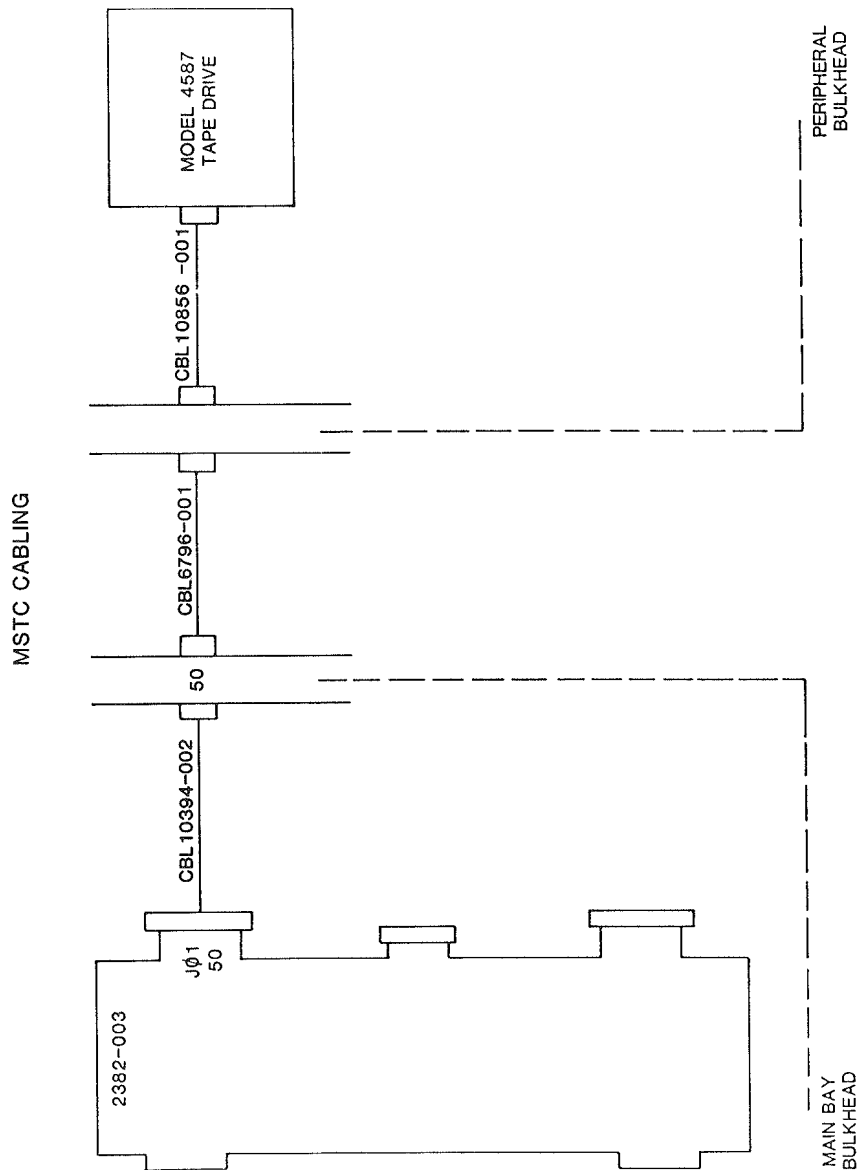 MSTC CABLING
2382-003
JØ1
50
CBL10394-002
50
CBL6796-001
CBL10856 -001
MODEL 4587
TAPE DRIVE
MAIN BAY
BULKHEAD
PERIPHERAL
BULKHEAD